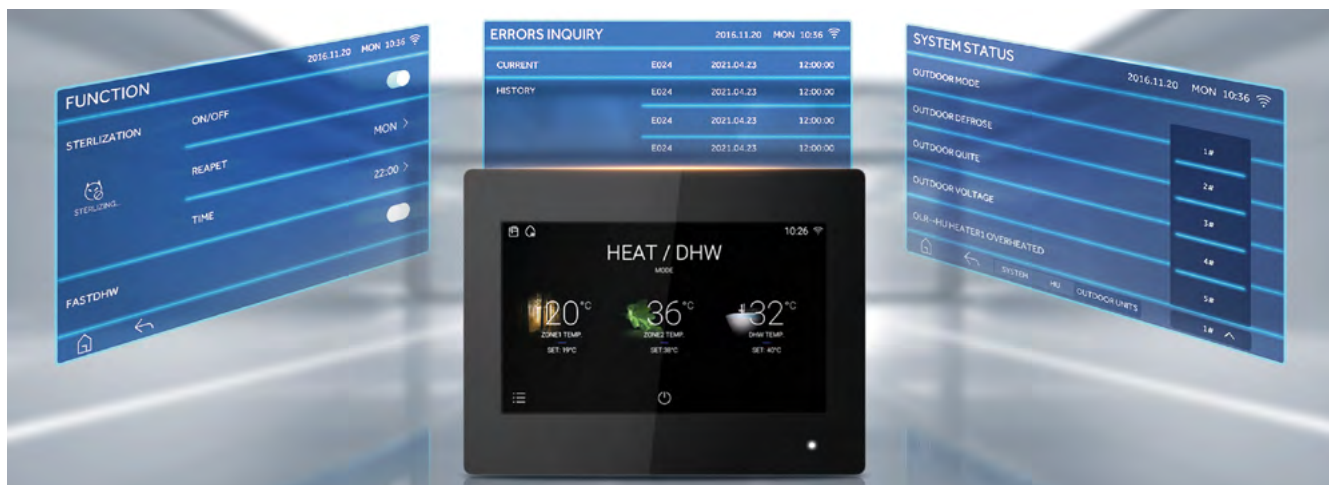 FUNCTION
2016.11.20 MON 10:36
STERLIZATION
ON/OFF
REAPET
MON >
STERLIZING..
TIME
22:00 >
FASTDHW
ERRORS INQUIRY
2016.11.20 MON 10:36
CURRENT E024 2021.04.23 12:00:00
HISTORY E024 2021.04.23 12:00:00
E024 2021.04.23 12:00:00
E024 2021.04.23 12:00:00
SYSTEM STATUS
2016.11.20 MON 10:36
OUTDOOR MODE
OUTDOOR DEFROSE
OUTDOOR QUITE
OUTDOOR VOLTAGE
OLR--HU HEATER1 OVERHEATED
1#
2#
3#
4#
5#
1#
SYSTEM HU OUTDOOR UNITS
10:26
HEAT / DHW
MODE
20°C
ZONE1 TEMP.
SET: 19°C
36°C
ZONE2 TEMP.
SET:38°C
32°C
DHW TEMP.
SET: 40°C